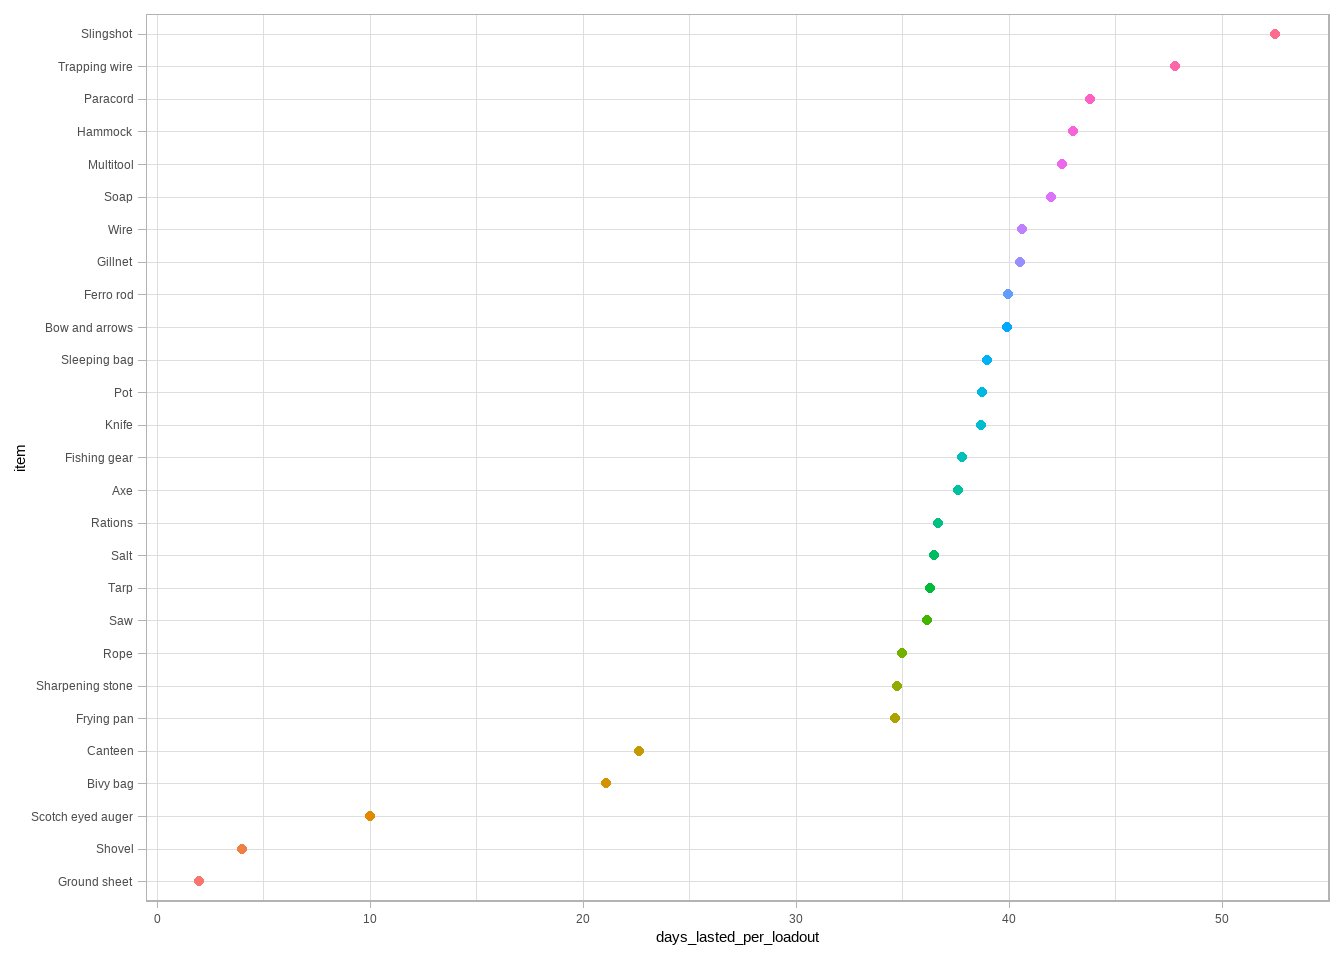 Slingshot
Trapping wire
Paracord
Hammock
Multitool
Soap
Wire
Gillnet
Ferro rod
Bow and arrows
Sleeping bag
Pot
Knife
Fishing gear
Axe
Rations
Salt
Tarp
Saw
Rope
Sharpening stone
Frying pan
Canteen
Bivy bag
Scotch eyed auger
Shovel
Ground sheet
item
0 10 20 30 40 50
days_lasted_per_loadout